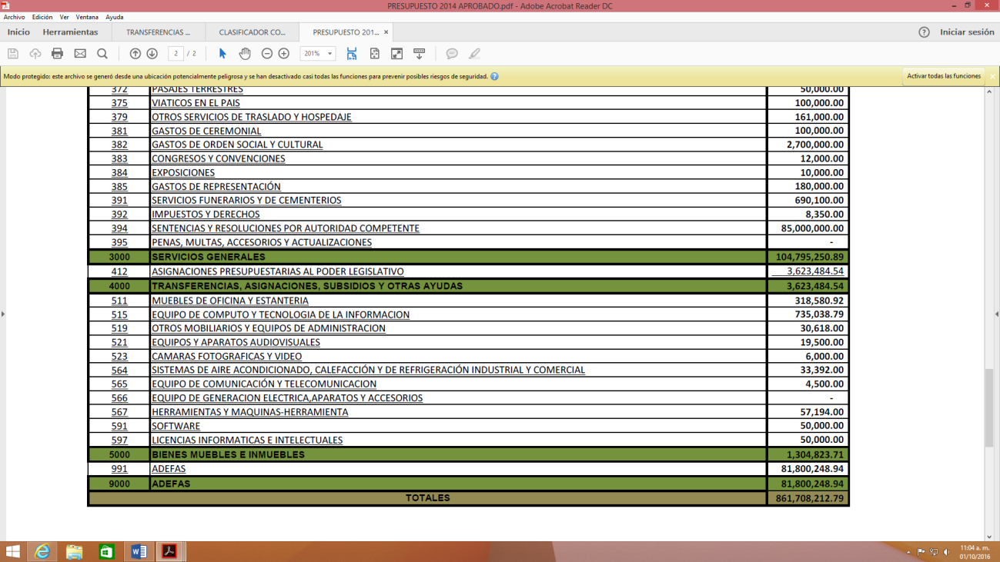 PRESUPUESTO 2014 APROBADO.pdf - Adobe Acrobat Reader DC
Archivo Edición Ver Ventana Ayuda
Inicio Herramientas TRANSFERENCIAS ... CLASIFICADOR CO... PRESUPUESTO 201... × ? Iniciar sesión
2 / 2 201%
Modo protegido: este archivo se generó desde una ubicación potencialmente peligrosa y se han desactivado casi todas las funciones para prevenir posibles riesgos de seguridad. ? Activar todas las funciones ×
372 PASAJES TERRESTRES 50,000.00
375 VIATICOS EN EL PAIS 100,000.00
379 OTROS SERVICIOS DE TRASLADO Y HOSPEDAJE 161,000.00
381 GASTOS DE CEREMONIAL 100,000.00
382 GASTOS DE ORDEN SOCIAL Y CULTURAL 2,700,000.00
383 CONGRESOS Y CONVENCIONES 12,000.00
384 EXPOSICIONES 10,000.00
385 GASTOS DE REPRESENTACIÓN 180,000.00
391 SERVICIOS FUNERARIOS Y DE CEMENTERIOS 690,100.00
392 IMPUESTOS Y DERECHOS 8,350.00
394 SENTENCIAS Y RESOLUCIONES POR AUTORIDAD COMPETENTE 85,000,000.00
395 PENAS, MULTAS, ACCESORIOS Y ACTUALIZACIONES -
3000 SERVICIOS GENERALES 104,795,250.89
412 ASIGNACIONES PRESUPUESTARIAS AL PODER LEGISLATIVO 3,623,484.54
4000 TRANSFERENCIAS, ASIGNACIONES, SUBSIDIOS Y OTRAS AYUDAS 3,623,484.54
511 MUEBLES DE OFICINA Y ESTANTERIA 318,580.92
515 EQUIPO DE COMPUTO Y TECNOLOGIA DE LA INFORMACION 735,038.79
519 OTROS MOBILIARIOS Y EQUIPOS DE ADMINISTRACION 30,618.00
521 EQUIPOS Y APARATOS AUDIOVISUALES 19,500.00
523 CAMARAS FOTOGRAFICAS Y VIDEO 6,000.00
564 SISTEMAS DE AIRE ACONDICIONADO, CALEFACCIÓN Y DE REFRIGERACIÓN INDUSTRIAL Y COMERCIAL 33,392.00
565 EQUIPO DE COMUNICACIÓN Y TELECOMUNICACION 4,500.00
566 EQUIPO DE GENERACION ELECTRICA,APARATOS Y ACCESORIOS -
567 HERRAMIENTAS Y MAQUINAS-HERRAMIENTA 57,194.00
591 SOFTWARE 50,000.00
597 LICENCIAS INFORMATICAS E INTELECTUALES 50,000.00
5000 BIENES MUEBLES E INMUEBLES 1,304,823.71
991 ADEFAS 81,800,248.94
9000 ADEFAS 81,800,248.94
TOTALES 861,708,212.79
11:04 a. m.
01/10/2016